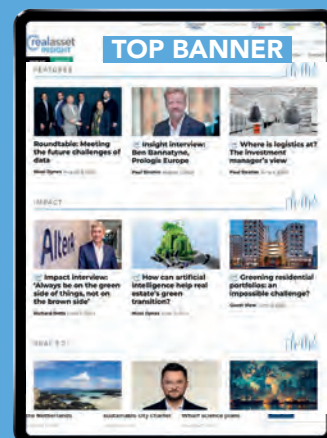 realasset
INSIGHT
TOP BANNER
FEATURES
Roundtable: Meeting
the future challenges of
data
Insight interview:
Ben Bannatyne,
Prologis Europe
Where is logistics at?
The investment
manager's view
IMPACT
Altera
Impact interview:
'Always be on the green
side of things, not on
the brown side'
How can artificial
intelligence help real
estate's green
transition?
Greening residential
portfolios: an
impossible challenge?
the Netherlands
sustainable city charter
Wharf science plans